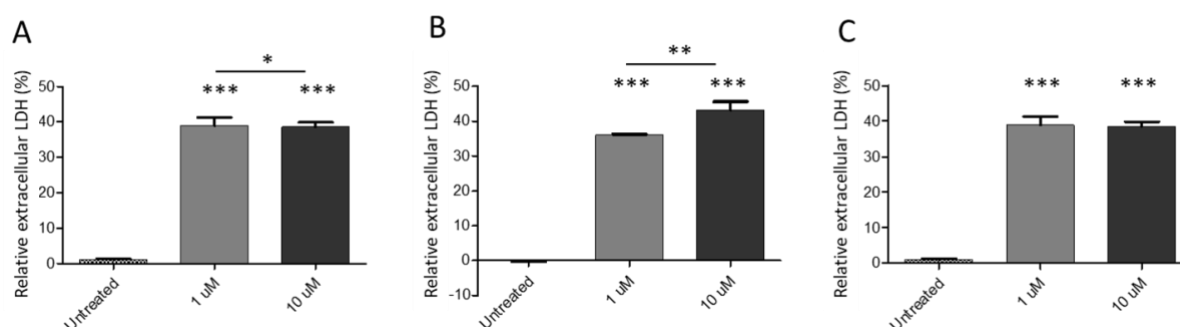 A
Relative extracellular LDH (%)
50
40
30
20
10
0
*
*** ***
Untreated
1 uM
10 uM
B
Relative extracellular LDH (%)
50
40
30
20
10
0
-10
**
*** ***
Untreated
1 uM
10 uM
C
Relative extracellular LDH (%)
50
40
30
20
10
0
*** ***
Untreated
1 uM
10 uM